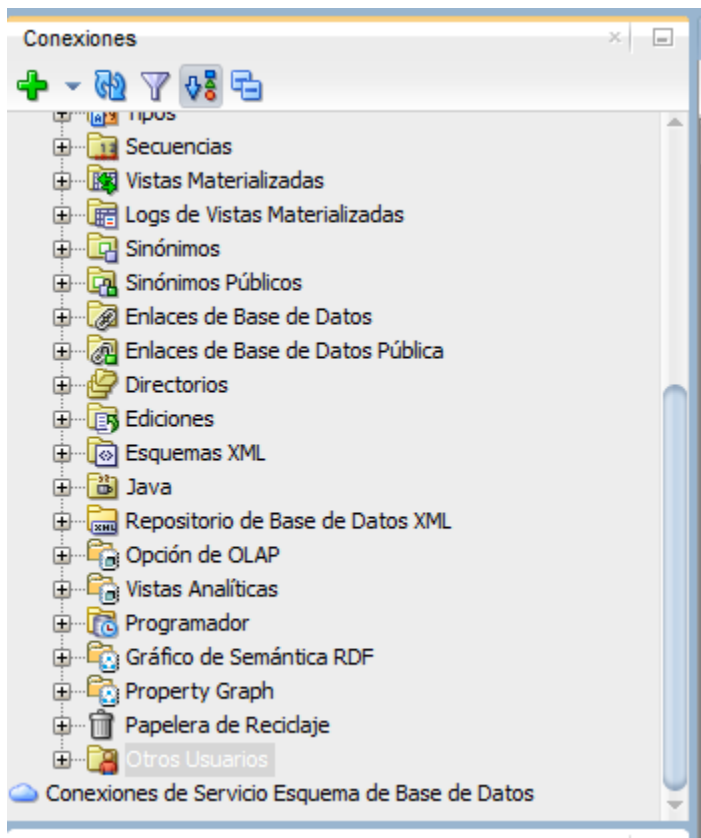 Conexiones
Tipos
Secuencias
Vistas Materializadas
Logs de Vistas Materializadas
Sinónimos
Sinónimos Públicos
Enlaces de Base de Datos
Enlaces de Base de Datos Pública
Directorios
Ediciones
Esquemas XML
Java
Repositorio de Base de Datos XML
Opción de OLAP
Vistas Analíticas
Programador
Gráfico de Semántica RDF
Property Graph
Papelera de Reciclaje
Otros Usuarios
Conexiones de Servicio Esquema de Base de Datos